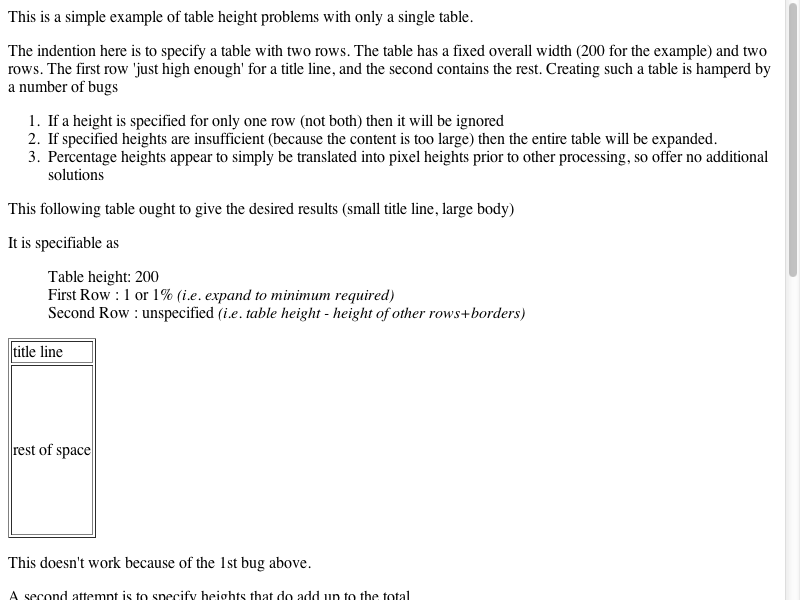 This is a simple example of table height problems with only a single table.
The indention here is to specify a table with two rows. The table has a fixed overall width (200 for the example) and two
rows. The first row 'just high enough' for a title line, and the second contains the rest. Creating such a table is hamperd by
a number of bugs
1. If a height is specified for only one row (not both) then it will be ignored
2. If specified heights are insufficient (because the content is too large) then the entire table will be expanded.
3. Percentage heights appear to simply be translated into pixel heights prior to other processing, so offer no additional
solutions
This following table ought to give the desired results (small title line, large body)
It is specifiable as
Table height: 200
First Row : 1 or 1% (i.e. expand to minimum required)
Second Row : unspecified (i.e. table height - height of other rows+borders)
title line
rest of space
This doesn't work because of the 1st bug above.
A second attempt is to specify heights that do add up to the total